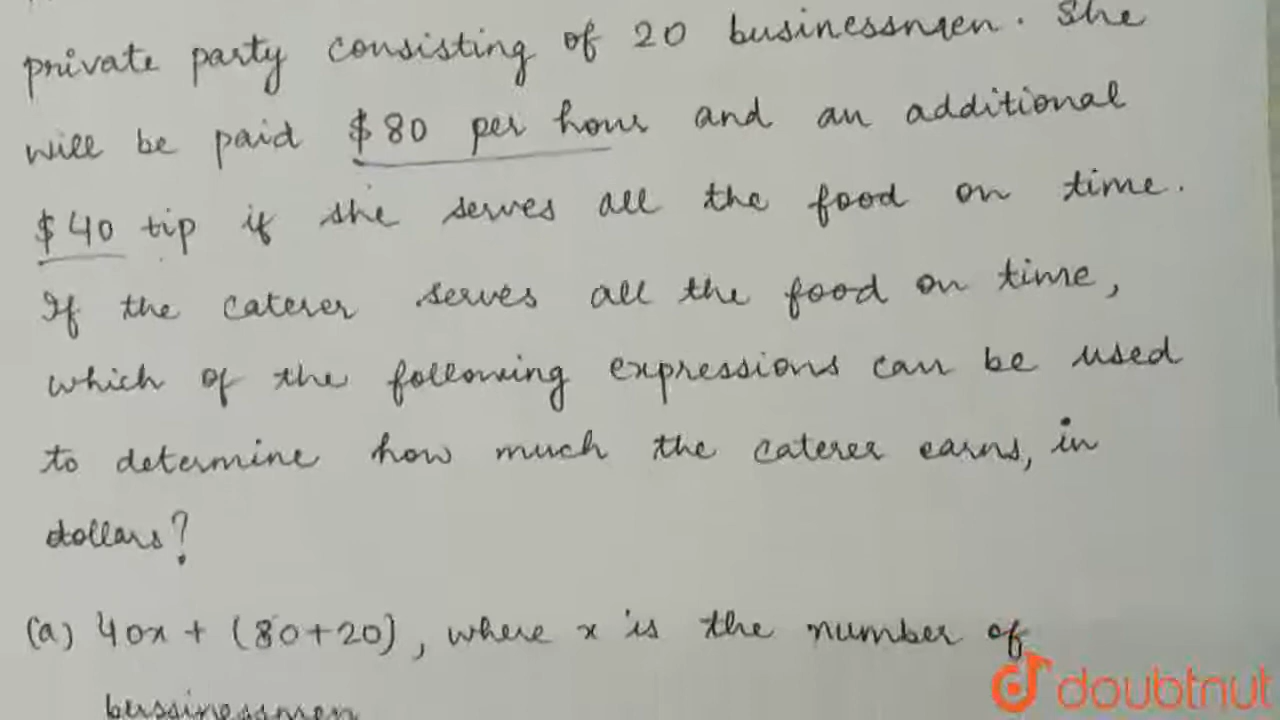 private party consisting of 20 businessmen. She
will be paid $80 per hour and an additional
$40 tip if she serves all the food on time.
If the caterer serves all the food on time,
which of the following expressions can be used
to determine how much the caterer earns, in
dollars?
(a) 40x + (80+20), where x is the number of
bussinessmen
doubtnut